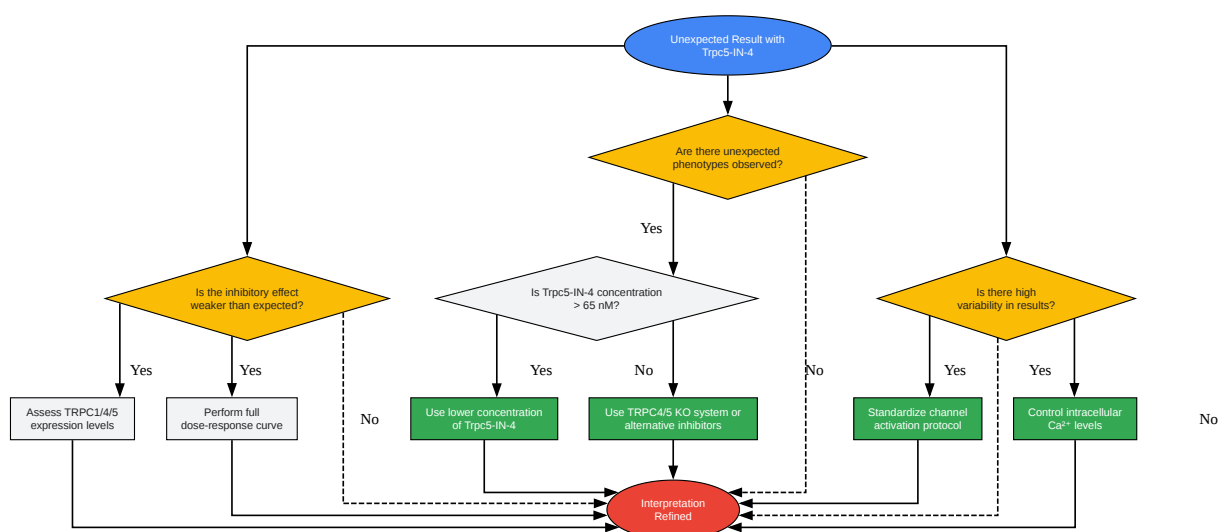 Unexpected Result with
Trpc5-IN-4
Are there unexpected
phenotypes observed?
Yes
Is the inhibitory effect
weaker than expected?
Is Trpc5-IN-4 concentration
> 65 nM?
Is there high
variability in results?
Yes
Yes
No
Yes
No
No
Yes
Yes
No
Assess TRPC1/4/5
expression levels
Perform full
dose-response curve
Use lower concentration
of Trpc5-IN-4
Use TRPC4/5 KO system or
alternative inhibitors
Standardize channel
activation protocol
Control intracellular
Ca²⁺ levels
Interpretation
Refined